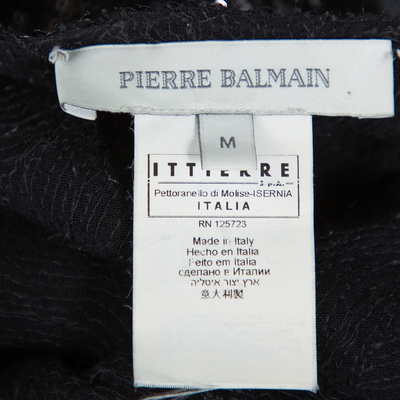 PIERRE BALMAIN
M
ITTIERRE
S.p.A.
Pettoranello di Molise-ISERNIA
ITALIA
RN 125723
Made in Italy
Hecho en Italia
Feito em Italia
сделано в Италии
ארץ יצור איטליה
意大利製